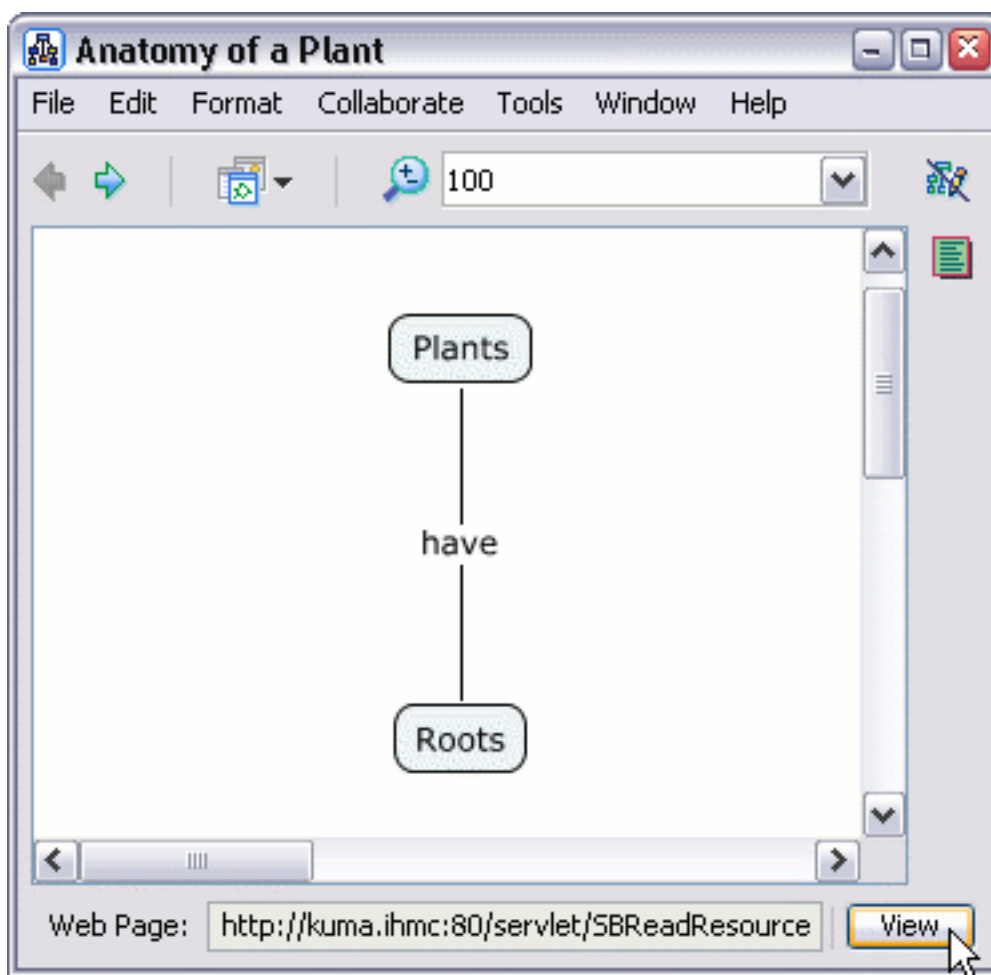 Anatomy of a Plant
File Edit Format Collaborate Tools Window Help
100
Plants
have
Roots
Web Page: http://kuma.ihmc:80/servlet/SBReadResource View